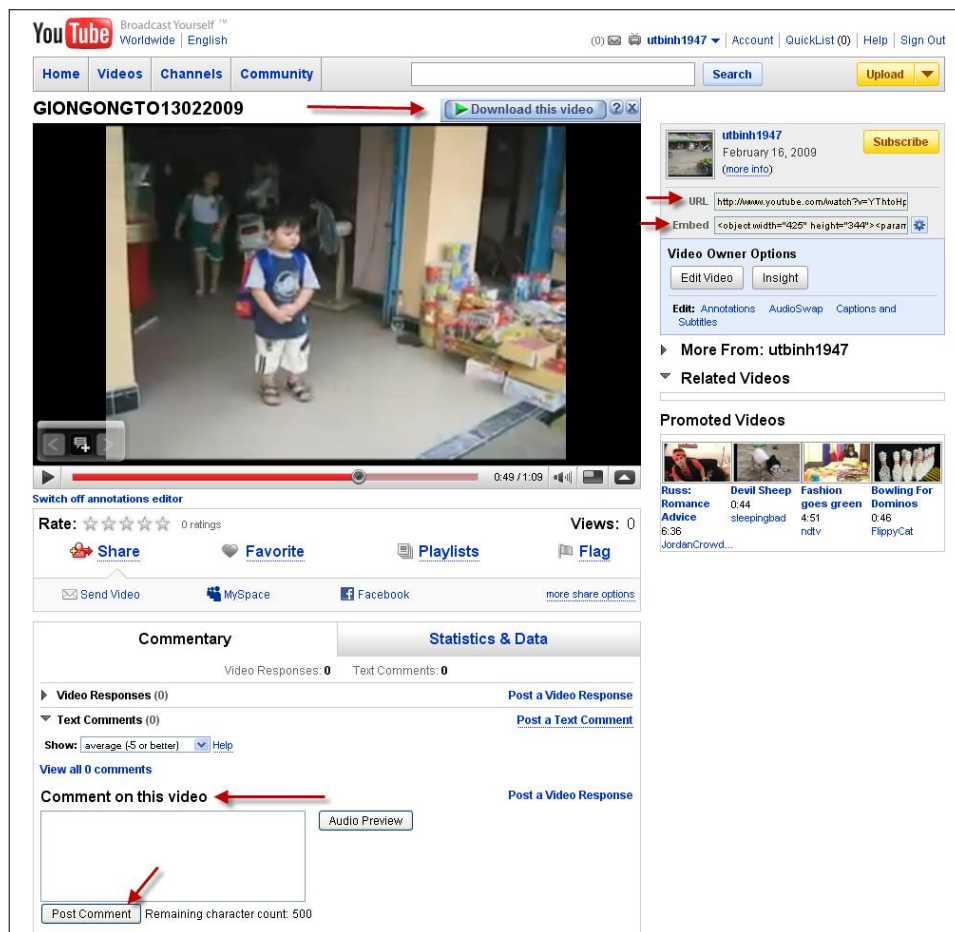 You Tube Broadcast Yourself ™
Worldwide | English
(0) utbinh1947 | Account | QuickList (0) | Help | Sign Out
Home Videos Channels Community Search Upload
GIONGONGTO13022009
Download this video ? X
utbinh1947
February 16, 2009
(more info)
Subscribe
URL http://www.youtube.com/watch?v=YThtoHp
Embed <object width="425" height="344"><param
Video Owner Options
Edit Video Insight
Edit: Annotations AudioSwap Captions and
Subtitles
More From: utbinh1947
Related Videos
Promoted Videos
Russ:
Romance
Advice
6:36
JordanCrowd...
Devil Sheep
0:44
sleepingbad
Fashion
goes green
4:51
ndtv
Bowling For
Dominos
0:46
FlippyCat
0:49 / 1:09
Switch off annotations editor
Rate: 0 ratings Views: 0
Share Favorite Playlists Flag
Send Video MySpace Facebook more share options
Commentary Statistics & Data
Video Responses: 0 Text Comments: 0
Video Responses (0) Post a Video Response
Text Comments (0) Post a Text Comment
Show: average (-5 or better) Help
View all 0 comments
Comment on this video Post a Video Response
Audio Preview
Post Comment Remaining character count: 500